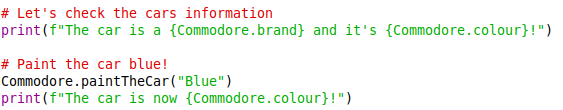 # Let's check the cars information
print(f"The car is a {Commodore.brand} and it's {Commodore.colour}!")
# Paint the car blue!
Commodore.paintTheCar("Blue")
print(f"The car is now {Commodore.colour}!")